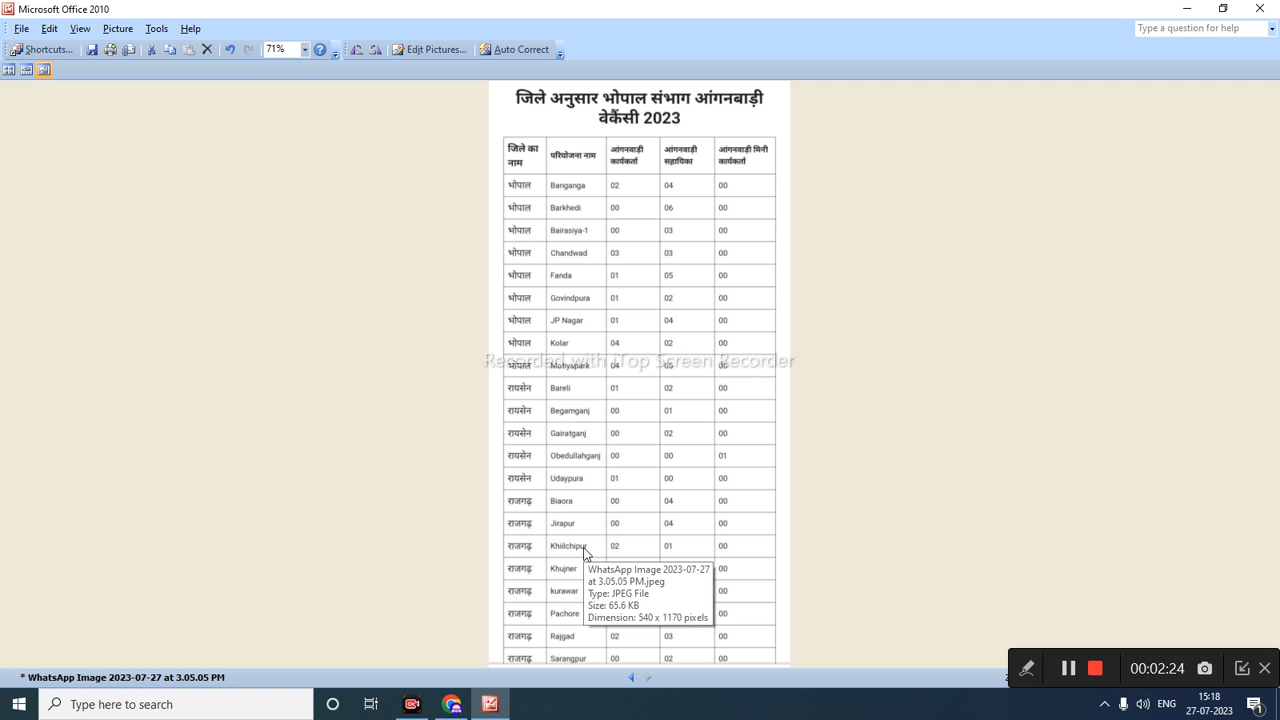 Microsoft Office 2010
File Edit View Picture Tools Help
Type a question for help
Shortcuts... 71% Edit Pictures... Auto Correct
जिले अनुसार भोपाल संभाग आंगनबाड़ी
वेकैंसी 2023
जिले का नाम परियोजना नाम आंगनबाड़ी कार्यकर्ता आंगनबाड़ी सहायिका आंगनबाड़ी मिनी कार्यकर्ता
भोपाल Banganga 02 04 00
भोपाल Barkhedi 00 06 00
भोपाल Bairasiya-1 00 03 00
भोपाल Chandwad 03 03 00
भोपाल Fanda 01 05 00
भोपाल Govindpura 01 02 00
भोपाल JP Nagar 01 04 00
भोपाल Kolar 04 02 00
Recorded with iTop Screen Recorder
भोपाल Motiyapark 04 05 00
रायसेन Bareli 01 02 00
रायसेन Begamganj 00 01 00
रायसेन Gairatganj 00 02 00
रायसेन Obedullahganj 00 00 01
रायसेन Udaypura 01 00 00
राजगढ़ Biaora 00 04 00
राजगढ़ Jirapur 00 04 00
राजगढ़ Khiilchipur 02 01 00
राजगढ़ Khujner 00
राजगढ़ kurawar 00
राजगढ़ Pachore 00
राजगढ़ Rajgad 02 03 00
राजगढ़ Sarangpur 00 02 00
WhatsApp Image 2023-07-27
at 3.05.05 PM.jpeg
Type: JPEG File
Size: 65.6 KB
Dimension: 540 x 1170 pixels
* WhatsApp Image 2023-07-27 at 3.05.05 PM
00:02:24
Type here to search
ENG
15:18
27-07-2023